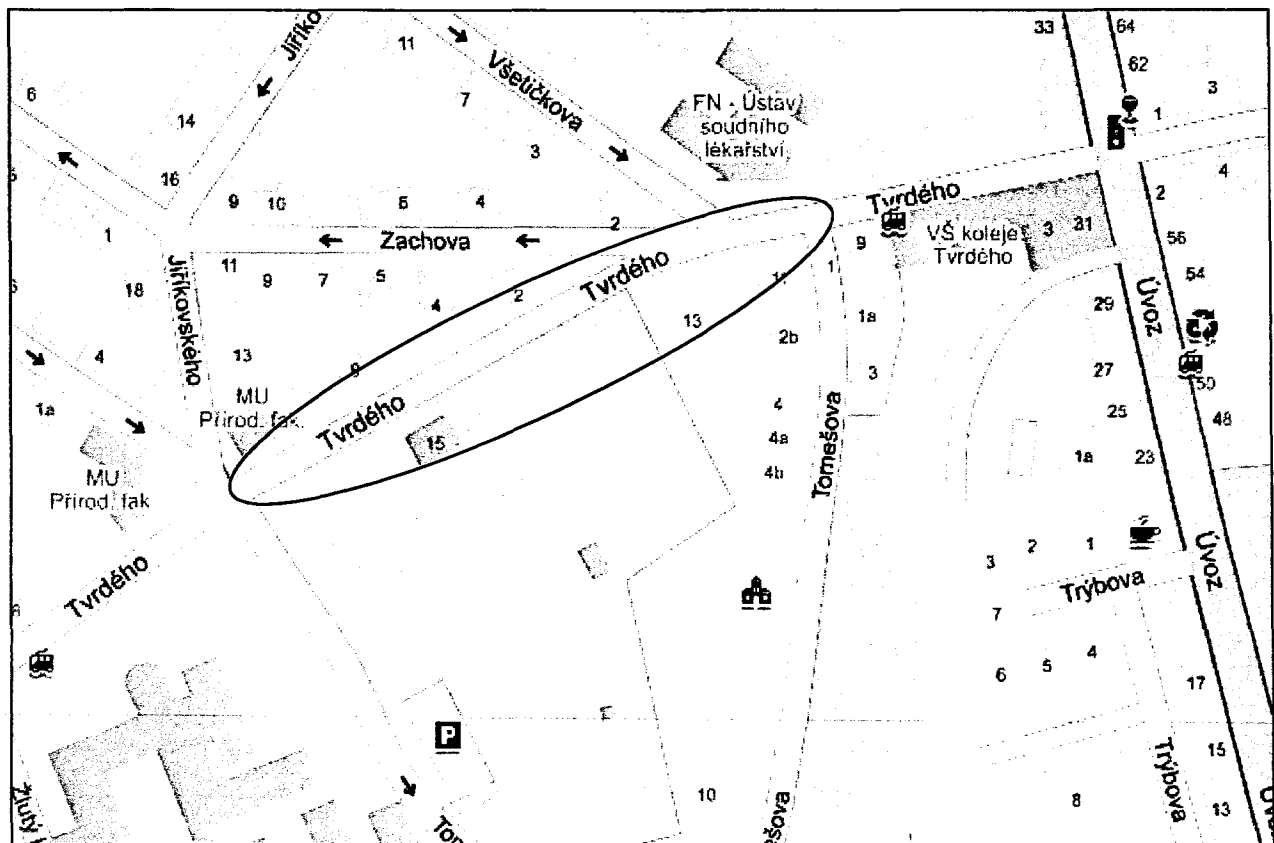 Jiříko
11
33
64
62
6
14
7
Všetičkova
FN - Ústav
soudního
lékařství
3
1
3
16
9
10
6
4
2
Tvrdého
2
4
1
Zachova
9
VŠ koleje
Tvrdého
3
31
56
11
9
7
5
4
2
Tvrdého
1
54
18
Jiříkovského
13
1a
29
Úvoz
2b
4
13
3
27
50
1a
MU
Přírod. fak.
Tvrdého
4
25
48
15
4a
Tomešova
1a
23
MU
Přírod. fak
4b
3
2
1
Úvoz
Tvrdého
Trýbova
7
6
5
4
17
P
10
8
Trýbova
15
13
Žlutý
Tom
ešova